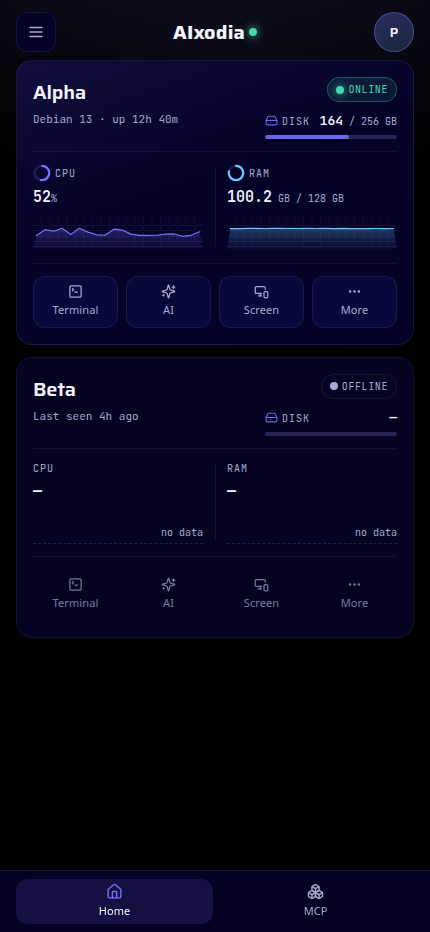 AIxodia
P
Alpha
ONLINE
Debian 13 · up 12h 40m
DISK 164 / 256 GB
CPU
RAM
52%
100.2 GB / 128 GB
Terminal
AI
Screen
More
Beta
OFFLINE
Last seen 4h ago
DISK —
CPU
RAM
—
—
no data
no data
Terminal
AI
Screen
More
Home
MCP